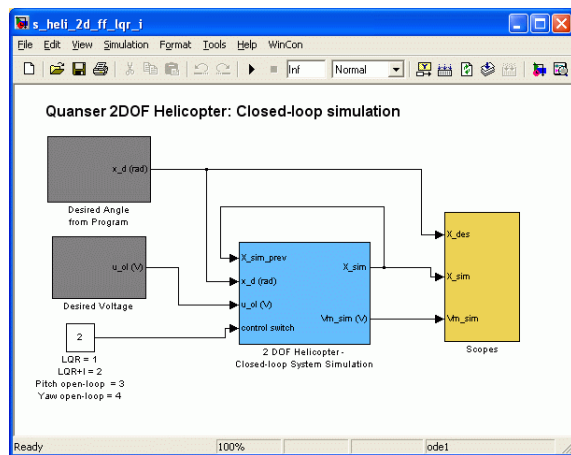 s_heli_2d_ff_lqr_i
File Edit View Simulation Format Tools Help WinCon
Inf Normal
Quanser 2DOF Helicopter: Closed-loop simulation
x_d (rad)
Desired Angle
from Program
u_ol (V)
Desired Voltage
2
LQR = 1
LQR+I = 2
Pitch open-loop = 3
Yaw open-loop = 4
X_sim_prev
x_d (rad)
u_ol (V)
control switch
X_sim
Vm_sim (V)
2 DOF Helicopter -
Closed-loop System Simulation
X_des
X_sim
Vm_sim
Scopes
Ready 100% ode1